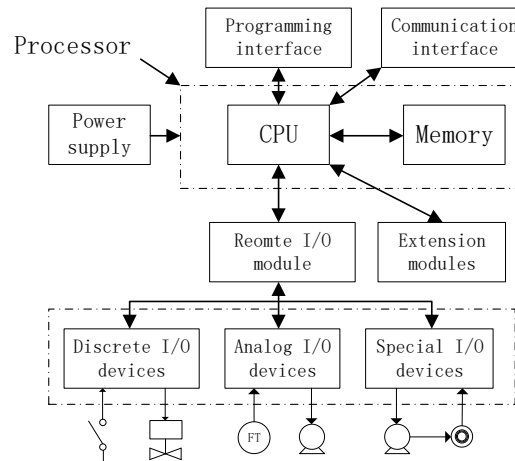 Programming
interface
Communication
interface
Processor
Power
supply
CPU
Memory
Reomte I/O
module
Extension
modules
Discrete I/O
devices
Analog I/O
devices
Special I/O
devices
FT